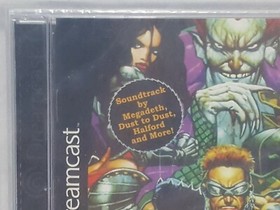 Soundtrack
by
Megadeth,
Dust to Dust,
Halford
and More!
eamcast